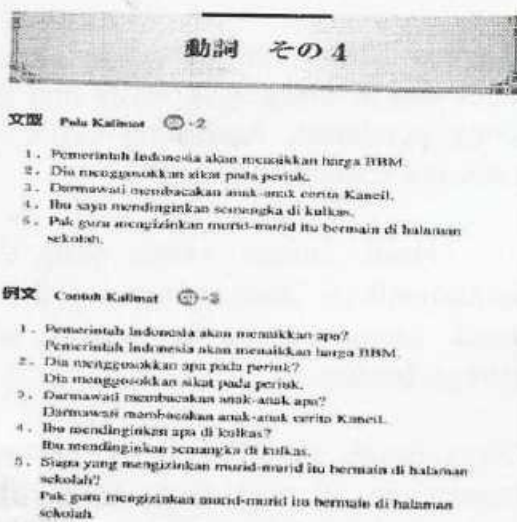 動詞 その4
文型 Pola Kalimat CD-2
1. Pemerintah Indonesia akan menaikkan harga BBM.
2. Dia menggosokkan sikat pada periuk.
3. Darmawati membacakan anak-anak cerita Kancil.
4. Ibu saya mendinginkan semangka di kulkas.
5. Pak guru mengizinkan murid-murid itu bermain di halaman
sekolah.
例文 Contoh Kalimat CD-3
1. Pemerintah Indonesia akan menaikkan apa?
Pemerintah Indonesia akan menaikkan harga BBM.
2. Dia menggosokkan apa pada periuk?
Dia menggosokkan sikat pada periuk.
3. Darmawati membacakan anak-anak apa?
Darmawati membacakan anak-anak cerita Kancil.
4. Ibu mendinginkan apa di kulkas?
Ibu mendinginkan semangka di kulkas.
5. Siapa yang mengizinkan murid-murid itu bermain di halaman
sekolah?
Pak guru mengizinkan murid-murid itu bermain di halaman
sekolah.